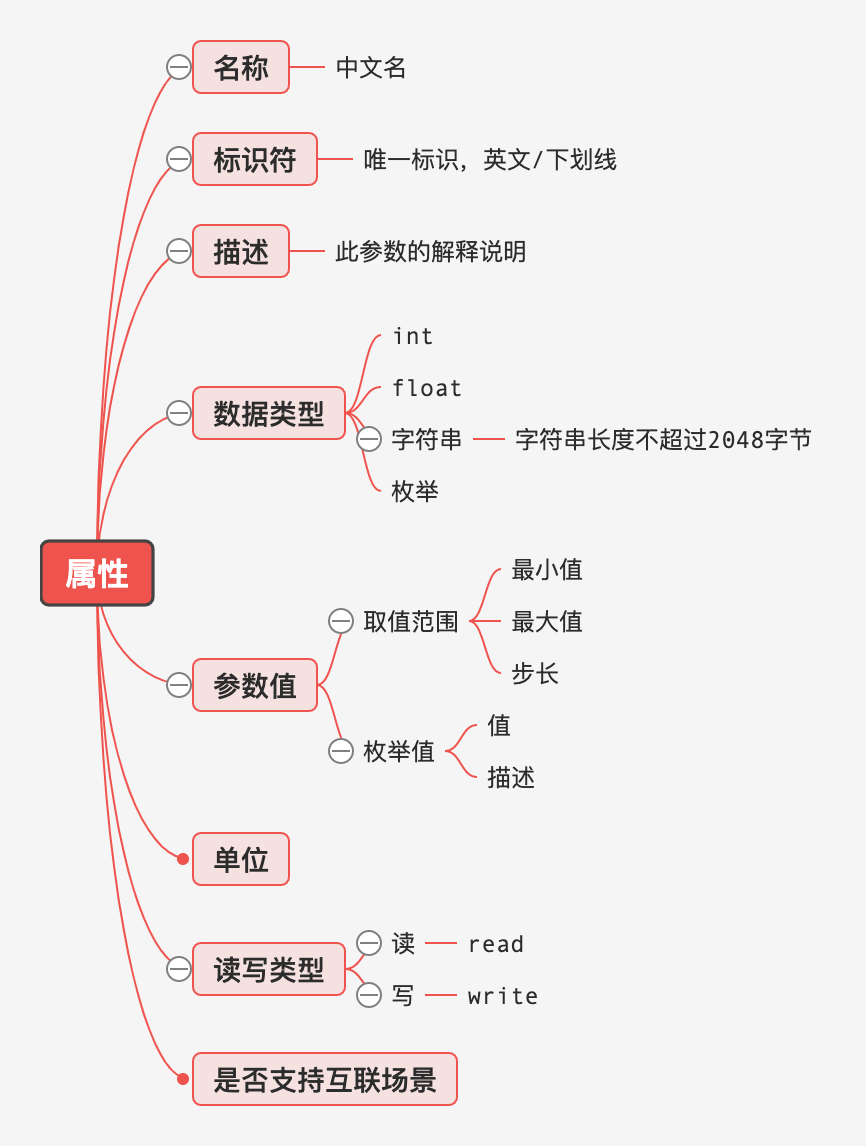 名称
中文名
标识符
唯一标识，英文/下划线
描述
此参数的解释说明
数据类型
int
float
字符串
字符串长度不超过2048字节
枚举
属性
参数值
取值范围
最小值
最大值
步长
枚举值
值
描述
单位
读写类型
读
read
写
write
是否支持互联场景